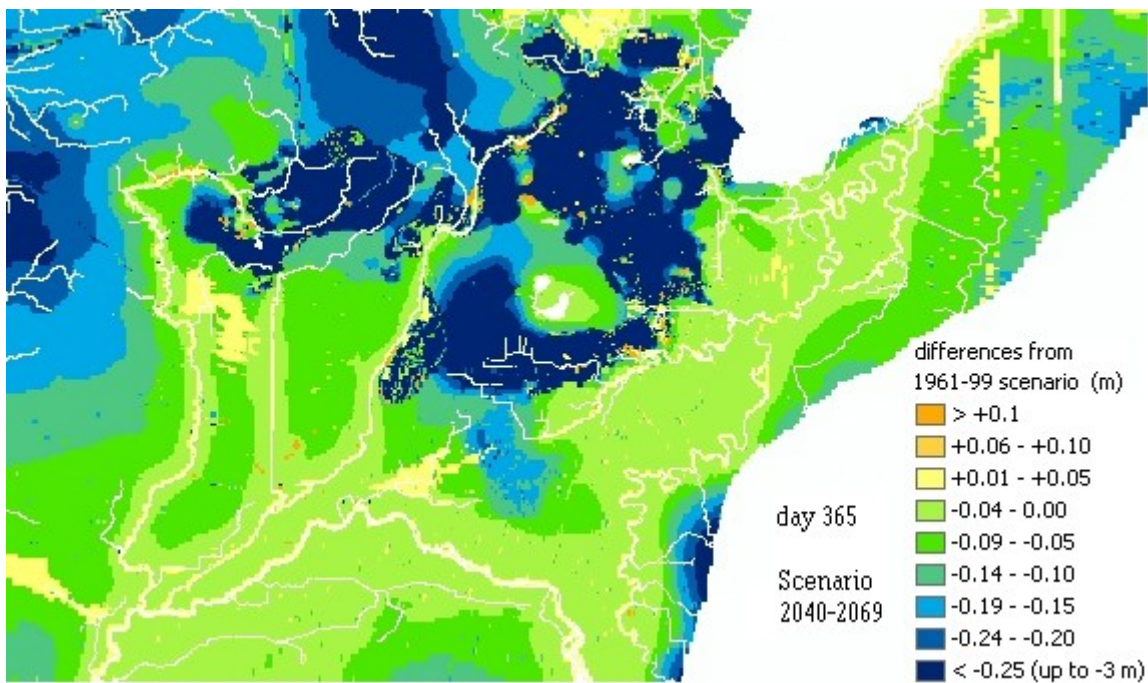 differences from
1961-99 scenario (m)
> +0.1
+0.06 - +0.10
+0.01 - +0.05
-0.04 - 0.00
-0.09 - -0.05
-0.14 - -0.10
-0.19 - -0.15
-0.24 - -0.20
< -0.25 (up to -3 m)
day 365
Scenario
2040-2069